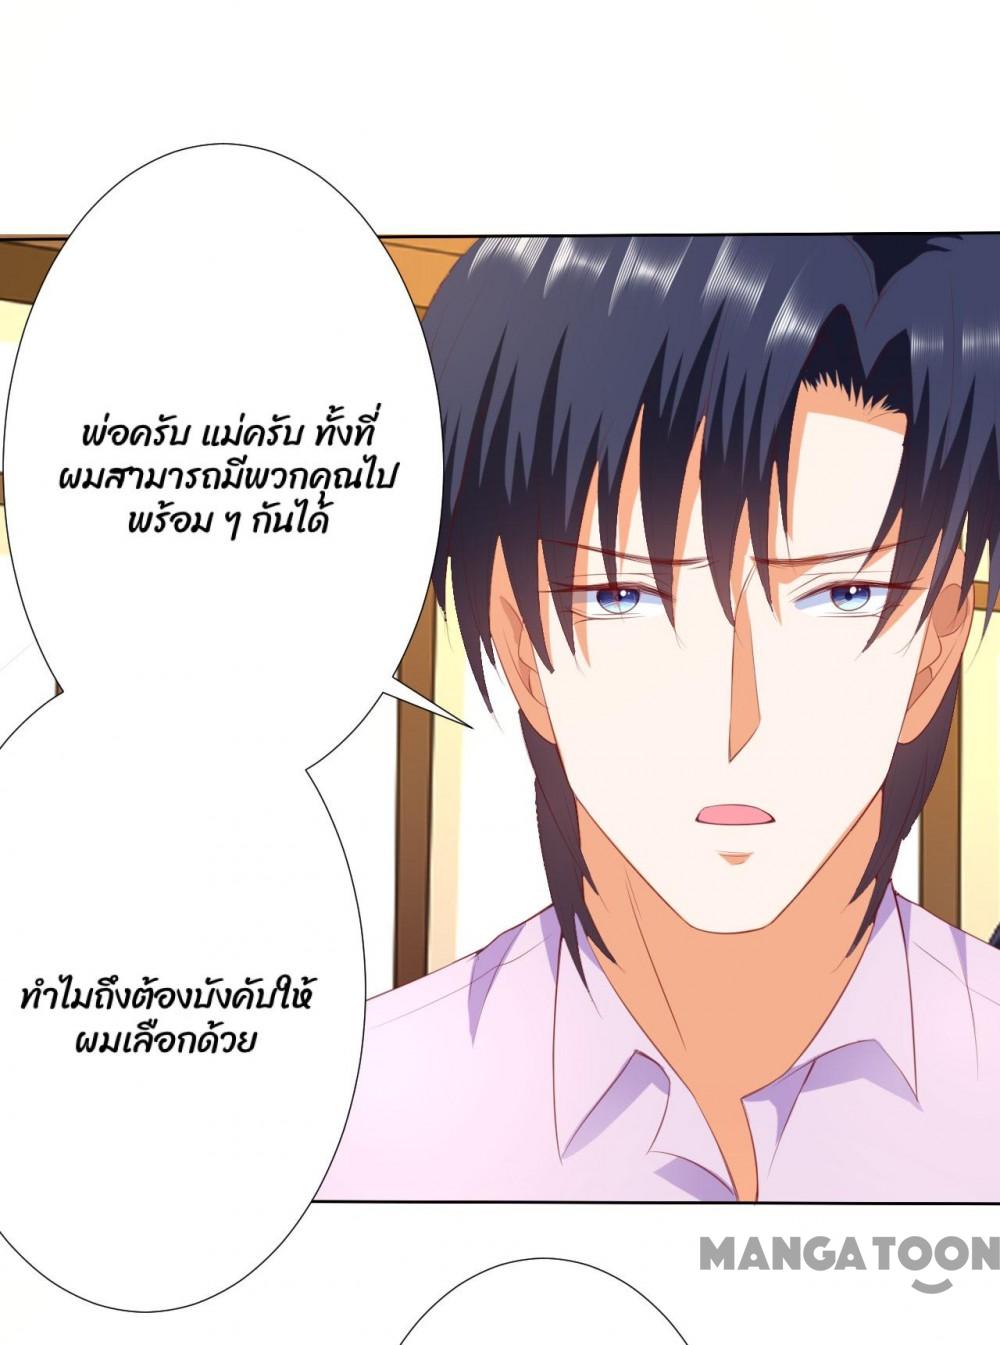 พ่อครับ แม่ครับ ทั้งที่
ผมสามารถมีพวกคุณไป
พร้อม ๆ กันได้
ทำไมถึงต้องบังคับให้
ผมเลือกด้วย
MANGATOON